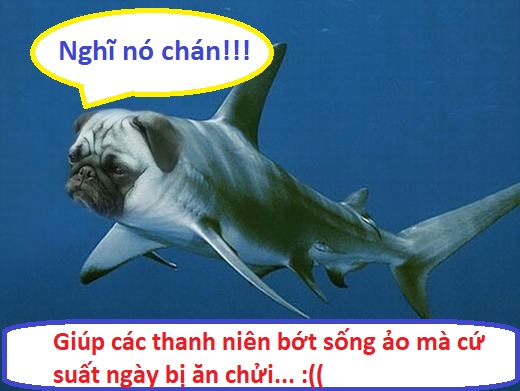 Nghĩ nó chán!!!
Giúp các thanh niên bớt sống ảo mà cứ
suất ngày bị ăn chửi... :((